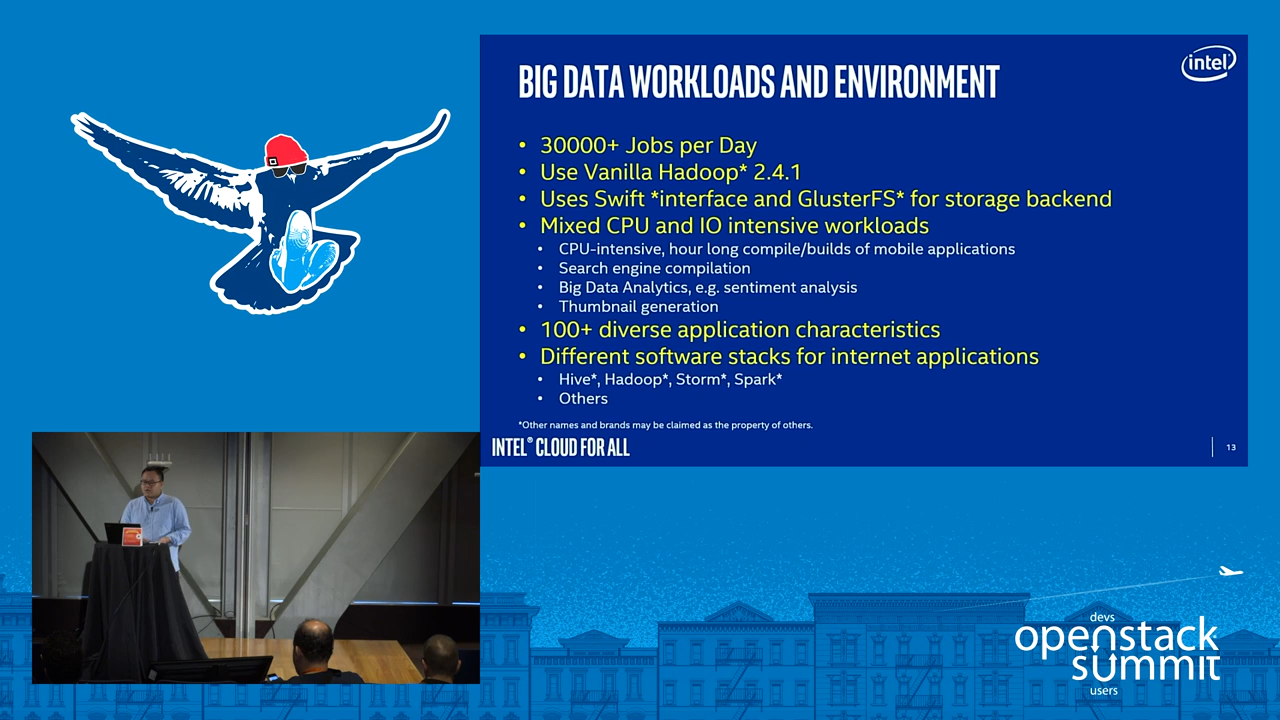 BIG DATA WORKLOADS AND ENVIRONMENT
intel
• 30000+ Jobs per Day
• Use Vanilla Hadoop* 2.4.1
• Uses Swift *interface and GlusterFS* for storage backend
• Mixed CPU and IO intensive workloads
• CPU-intensive, hour long compile/builds of mobile applications
• Search engine compilation
• Big Data Analytics, e.g. sentiment analysis
• Thumbnail generation
• 100+ diverse application characteristics
• Different software stacks for internet applications
• Hive*, Hadoop*, Storm*, Spark*
• Others
*Other names and brands may be claimed as the property of others.
INTEL® CLOUD FOR ALL
13
devs
openstack
summit
users